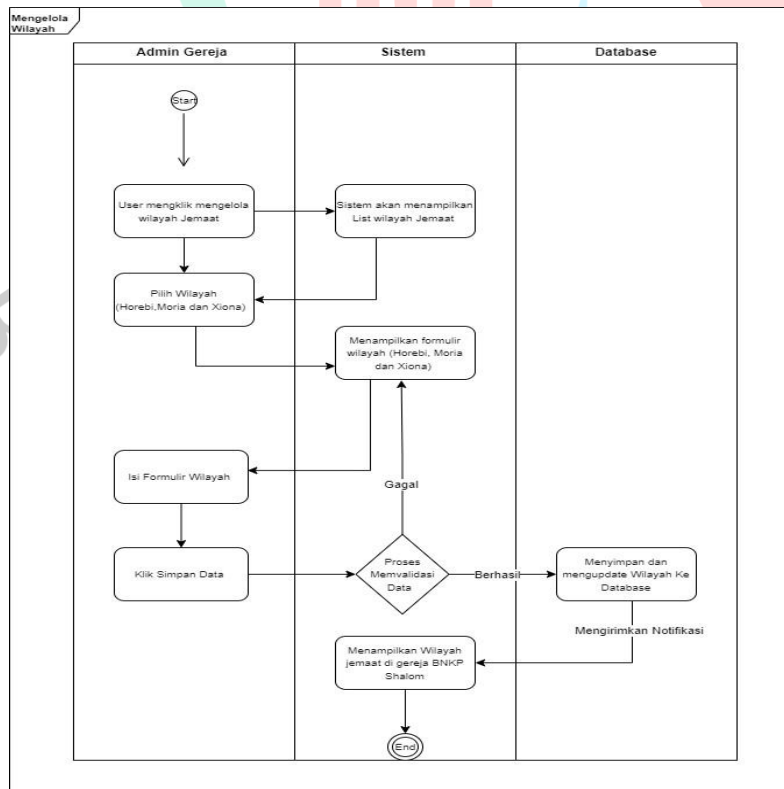 Mengelola
Wilayah
Admin Gereja
Sistem
Database
Start
User mengklik mengelola
wilayah Jemaat
Sistem akan menampilkan
List wilayah Jemaat
Pilih Wilayah
(Horebi,Moria dan Xiona)
Menampilkan formulir
wilayah (Horebi, Moria
dan Xiona)
Isi Formulir Wilayah
Gagal
Klik Simpan Data
Proses
Memvalidasi
Data
Berhasil
Menyimpan dan
mengupdate Wilayah Ke
Database
Mengirimkan Notifikasi
Menampilkan Wilayah
jemaat di gereja BNKP
Shalom
End